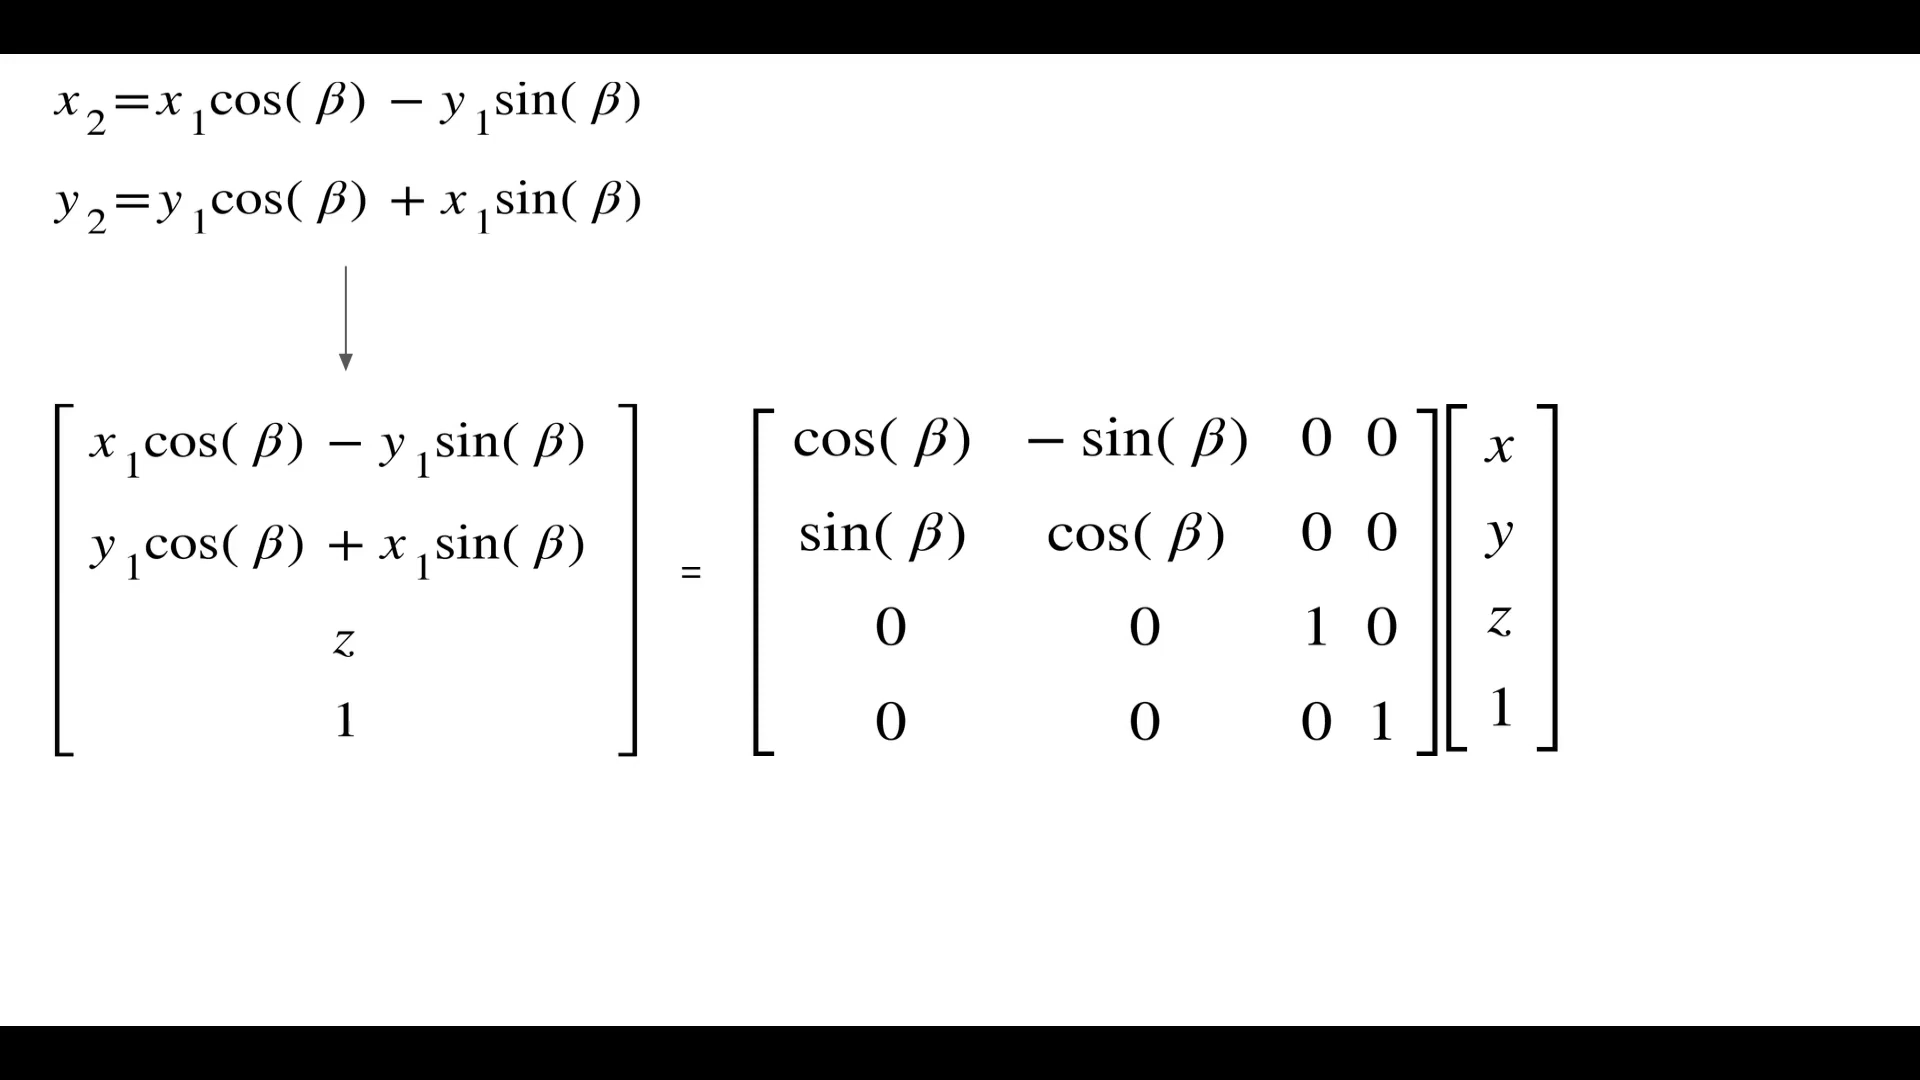 x₂=x₁cos(β) − y₁sin(β)
y₂=y₁cos(β) + x₁sin(β)
[x₁cos(β) − y₁sin(β)] [cos(β) −sin(β) 0 0][x]
[y₁cos(β) + x₁sin(β)] = [sin(β) cos(β) 0 0][y]
[z] [0 0 1 0][z]
[1] [0 0 0 1][1]